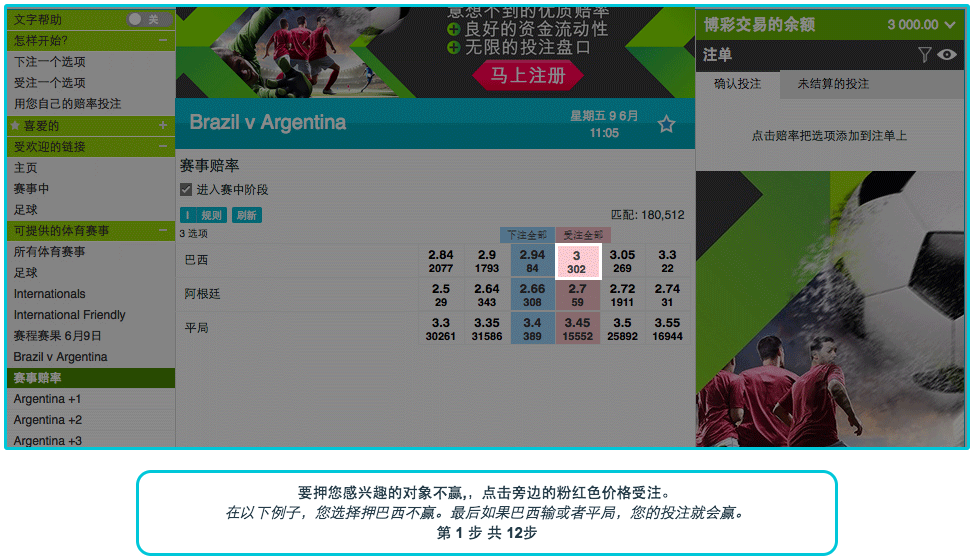 文字帮助 关
怎样开始?
下注一个选项
受注一个选项
用您自己的赔率投注
喜爱的
受欢迎的链接
主页
赛事中
足球
可提供的体育赛事
所有体育赛事
足球
Internationals
International Friendly
赛程赛果 6月9日
Brazil v Argentina
赛事赔率
Argentina +1
Argentina +2
Argentina +3
意想不到的优质赔率
良好的资金流动性
无限的投注盘口
马上注册
Brazil v Argentina
星期五 9 6月
11:05
赛事赔率
进入赛中阶段
规则 刷新
匹配: 180,512
3 选项 下注全部 受注全部
巴西 2.84 2.9 2.94 3 3.05 3.3
2077 1793 84 302 269 22
阿根廷 2.5 2.64 2.66 2.7 2.72 2.74
29 343 308 59 1911 31
平局 3.3 3.35 3.4 3.45 3.5 3.55
30261 31586 389 15552 25892 16944
博彩交易的余额 3 000.00
注单
确认投注 未结算的投注
点击赔率把选项添加到注单上
要押您感兴趣的对象不赢,，点击旁边的粉红色价格受注。
在以下例子，您选择押巴西不赢。最后如果巴西输或者平局，您的投注就会赢。
第 1 步 共 12步